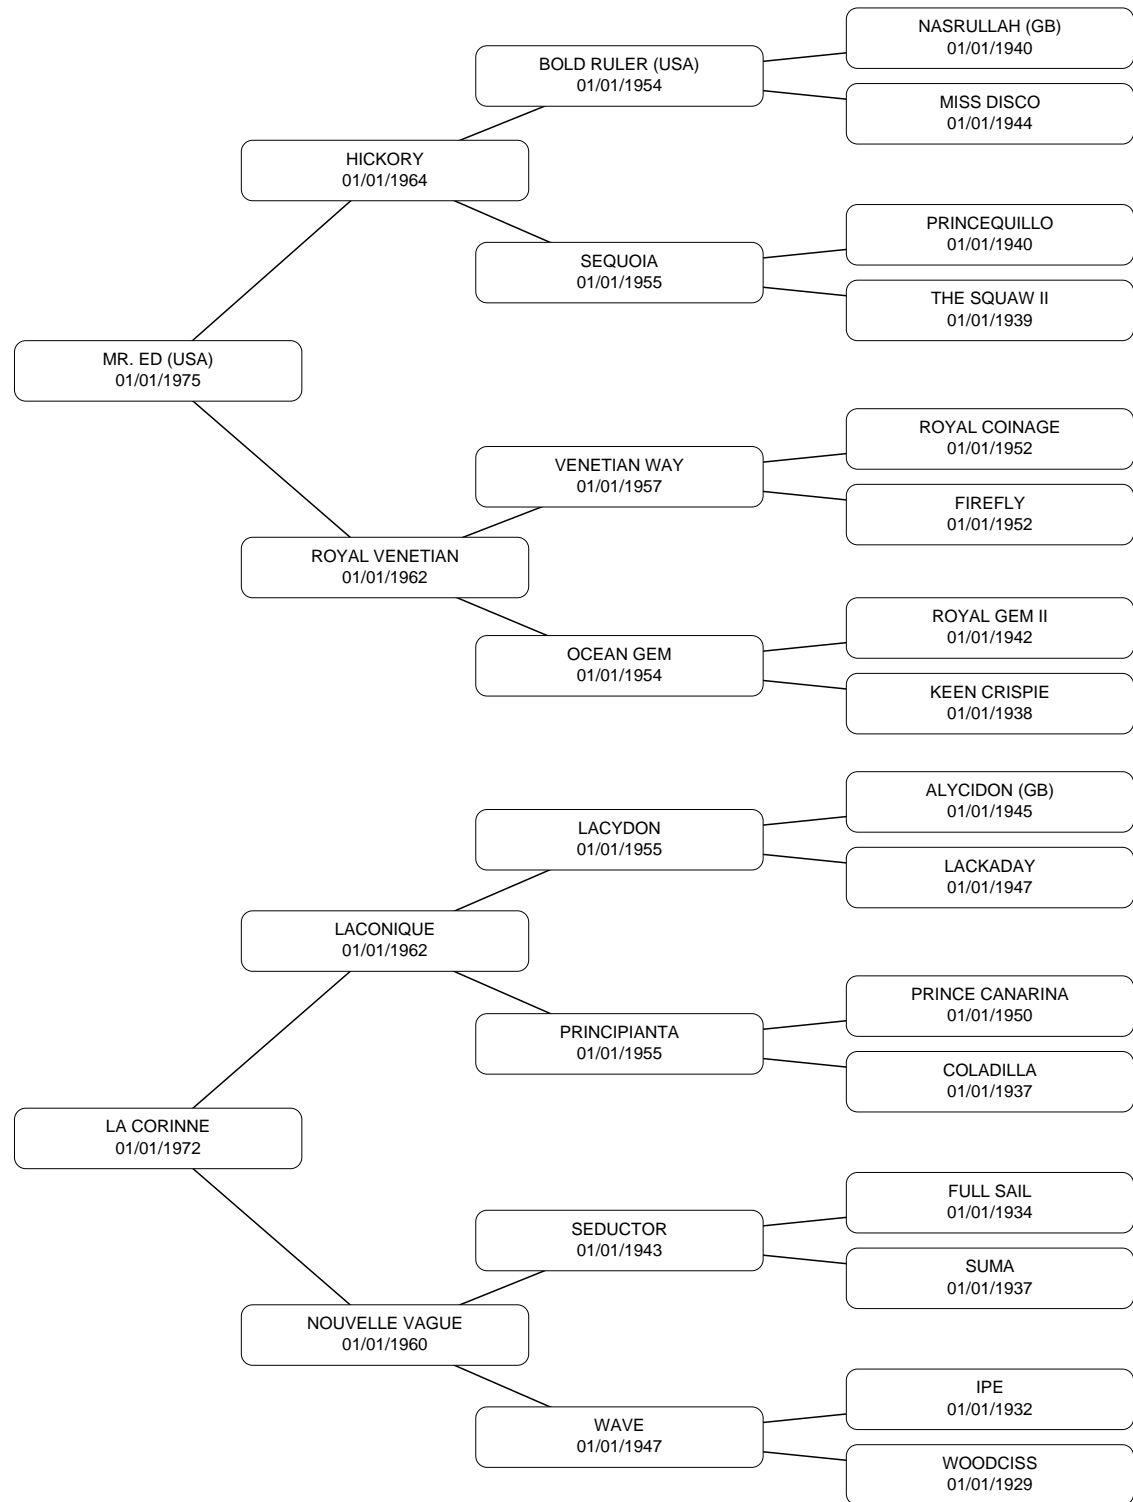 NASRULLAH (GB)
01/01/1940
BOLD RULER (USA)
01/01/1954
MISS DISCO
01/01/1944
HICKORY
01/01/1964
PRINCEQUILLO
01/01/1940
SEQUOIA
01/01/1955
THE SQUAW II
01/01/1939
MR. ED (USA)
01/01/1975
ROYAL COINAGE
01/01/1952
VENETIAN WAY
01/01/1957
FIREFLY
01/01/1952
ROYAL VENETIAN
01/01/1962
ROYAL GEM II
01/01/1942
OCEAN GEM
01/01/1954
KEEN CRISPIE
01/01/1938
ALYCIDON (GB)
01/01/1945
LACYDON
01/01/1955
LACKADAY
01/01/1947
LACONIQUE
01/01/1962
PRINCE CANARINA
01/01/1950
PRINCIPIANTA
01/01/1955
COLADILLA
01/01/1937
LA CORINNE
01/01/1972
FULL SAIL
01/01/1934
SEDUCTOR
01/01/1943
SUMA
01/01/1937
NOUVELLE VAGUE
01/01/1960
IPE
01/01/1932
WAVE
01/01/1947
WOODCISS
01/01/1929